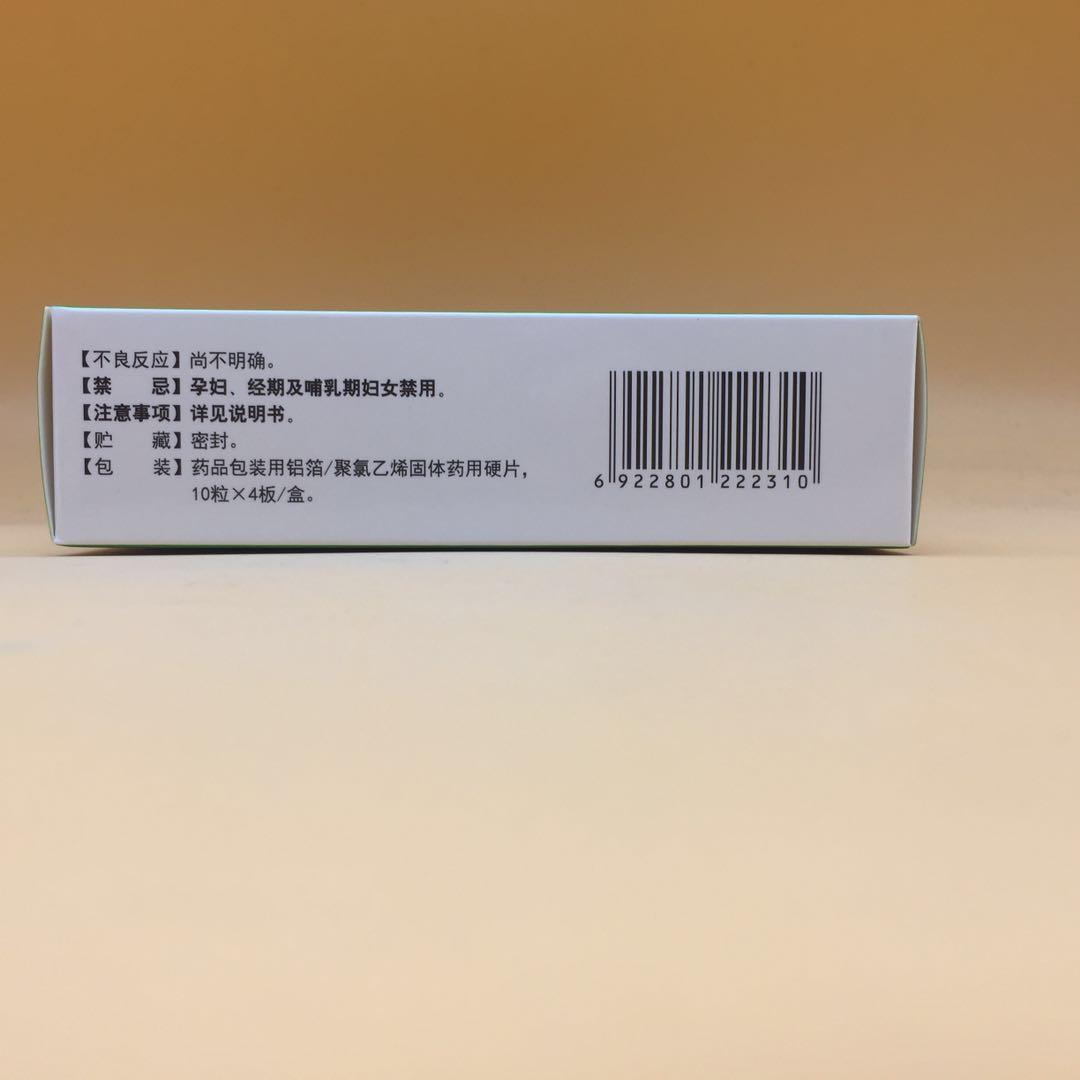 【不良反应】尚不明确。
【禁 忌】孕妇、经期及哺乳期妇女禁用。
【注意事项】详见说明书。
【贮 藏】密封。
【包 装】药品包装用铝箔/聚氯乙烯固体药用硬片，
10粒×4板/盒。
6 922801 222310